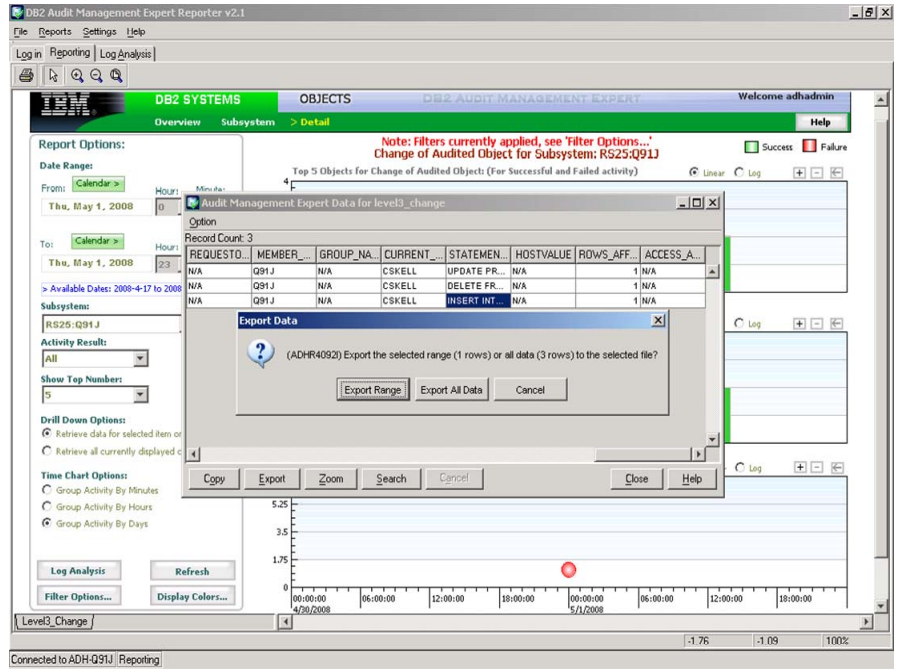 DB2 Audit Management Expert Reporter v2.1
File Reports Settings Help
Log in Reporting Log Analysis
IBM. DB2 SYSTEMS OBJECTS DB2 AUDIT MANAGEMENT EXPERT Welcome adhadmin
Overview Subsystem > Detail Help
Report Options:
Date Range:
From: Calendar > Hour: Minute:
Thu, May 1, 2008 0
To: Calendar > Hour:
Thu, May 1, 2008 23
> Available Dates: 2008-4-17 to 2008
Subsystem:
RS25:Q91J
Activity Result:
All
Show Top Number:
5
Drill Down Options:
Retrieve data for selected item or
Retrieve all currently displayed
Time Chart Options:
Group Activity By Minutes
Group Activity By Hours
Group Activity By Days
Log Analysis Refresh
Filter Options... Display Colors...
Note: Filters currently applied, see 'Filter Options...'
Change of Audited Object for Subsystem: RS25:Q91J
Success Failure
Top 5 Objects for Change of Audited Object: (For Successful and Failed activity) Linear Log
4
Audit Management Expert Data for level3_change
Option
Record Count: 3
REQUESTO... MEMBER_... GROUP_NA... CURRENT_... STATEMEN... HOSTVALUE ROWS_AFF... ACCESS_A...
N/A Q91J N/A CSKELL UPDATE PR... N/A 1 N/A
N/A Q91J N/A CSKELL DELETE FR... N/A 1 N/A
N/A Q91J N/A CSKELL INSERT INT... N/A 1 N/A
Export Data
(ADHR4092I) Export the selected range (1 rows) or all data (3 rows) to the selected file?
Export Range Export All Data Cancel
Copy Export Zoom Search Cancel Close Help
Log
Log
5.25
3.5
1.75
0
00:00:00 06:00:00 12:00:00 18:00:00 00:00:00 06:00:00 12:00:00 18:00:00
4/30/2008 5/1/2008
Level3_Change
-1.76 -1.09 100%
Connected to ADH-Q91J Reporting